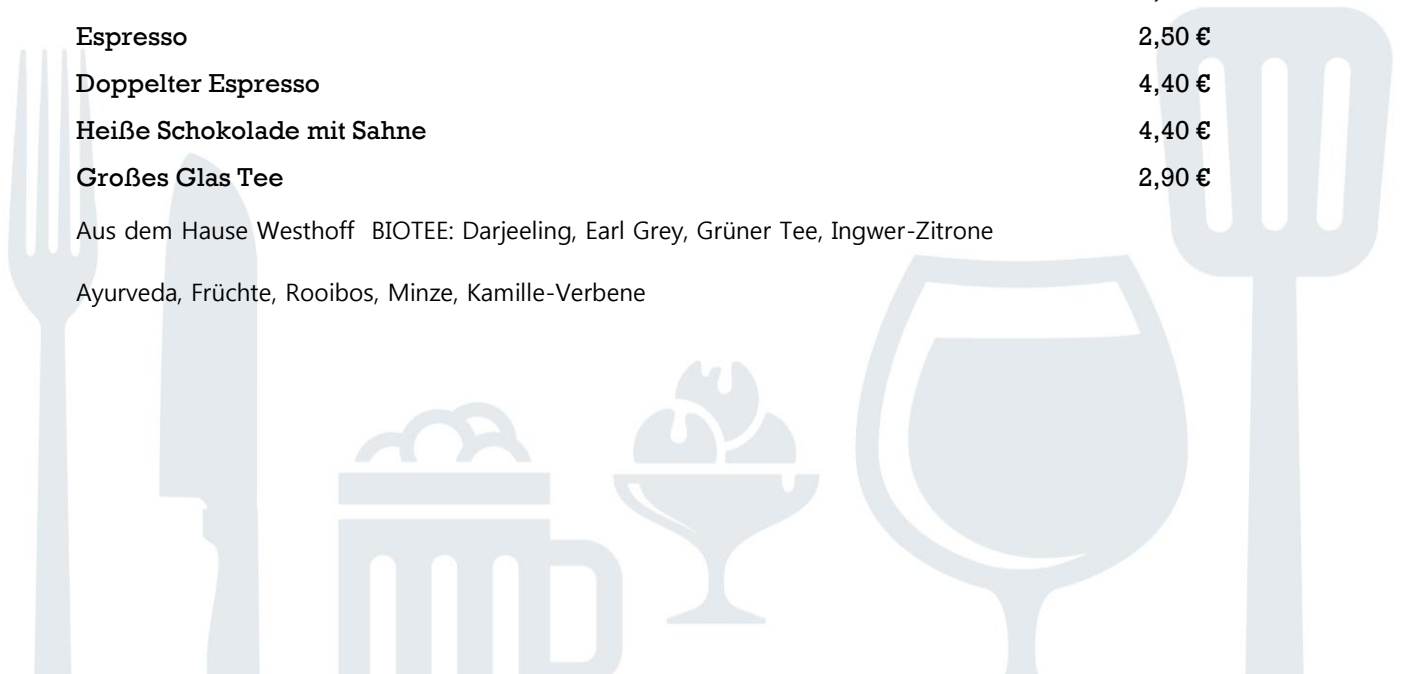 Espresso 2,50 €
Doppelter Espresso 4,40 €
Heiße Schokolade mit Sahne 4,40 €
Großes Glas Tee 2,90 €
Aus dem Hause Westhoff BIOTEE: Darjeeling, Earl Grey, Grüner Tee, Ingwer-Zitrone
Ayurveda, Früchte, Rooibos, Minze, Kamille-Verbene